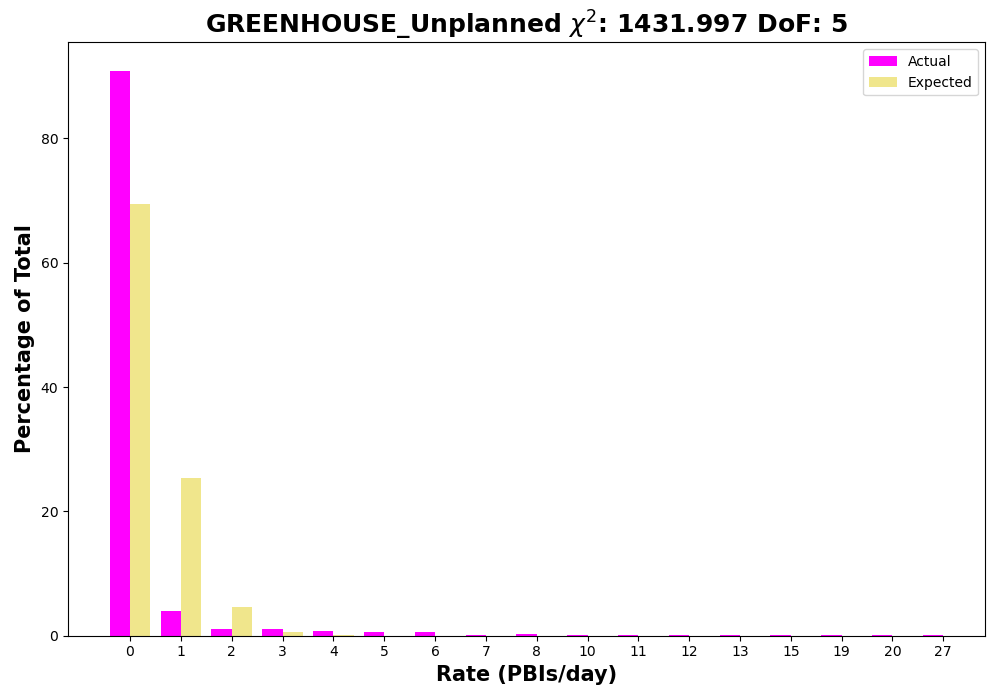 GREENHOUSE_Unplanned χ²: 1431.997 DoF: 5
Actual
Expected
Percentage of Total
80
60
40
20
0
0 1 2 3 4 5 6 7 8 10 11 12 13 15 19 20 27
Rate (PBIs/day)